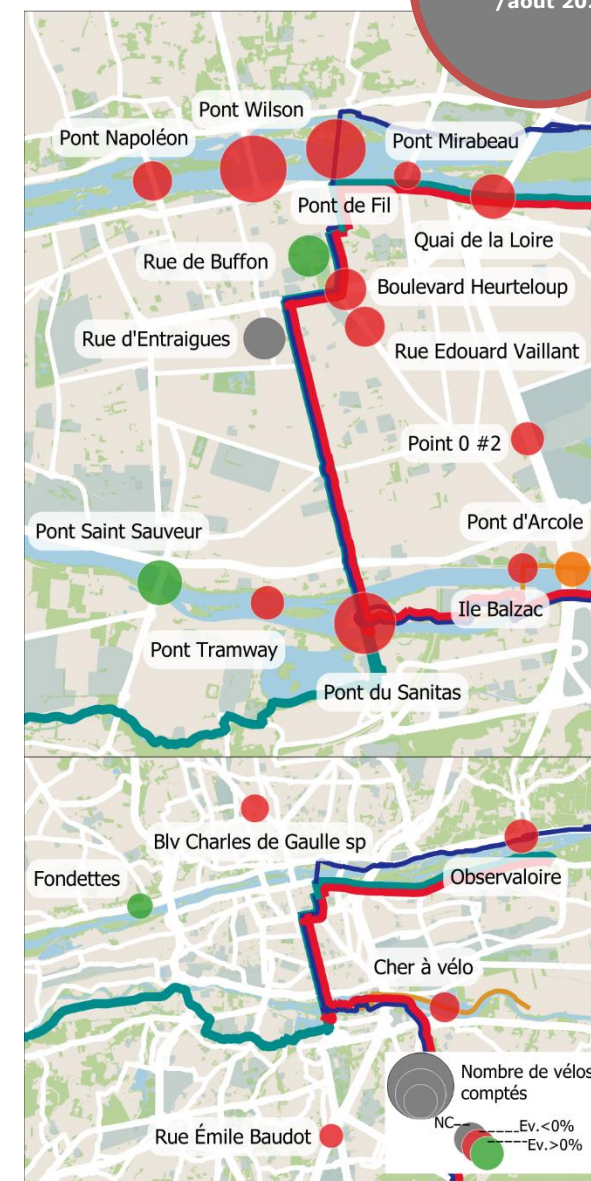 /août
Pont Wilson
Pont Napoléon
Pont Mirabeau
Pont de Fil
Quai de la Loire
Rue de Buffon
Boulevard Heurteloup
Rue d'Entraigues
Rue Edouard Vaillant
Point 0 #2
Pont d'Arcole
Pont Saint Sauveur
Ile Balzac
Pont Tramway
Pont du Sanitas
Blv Charles de Gaulle sp
Fondettes
Observaloire
Cher à vélo
Nombre de vélos
comptés
NC
Ev.<0%
Ev.>0%
Rue Émile Baudot